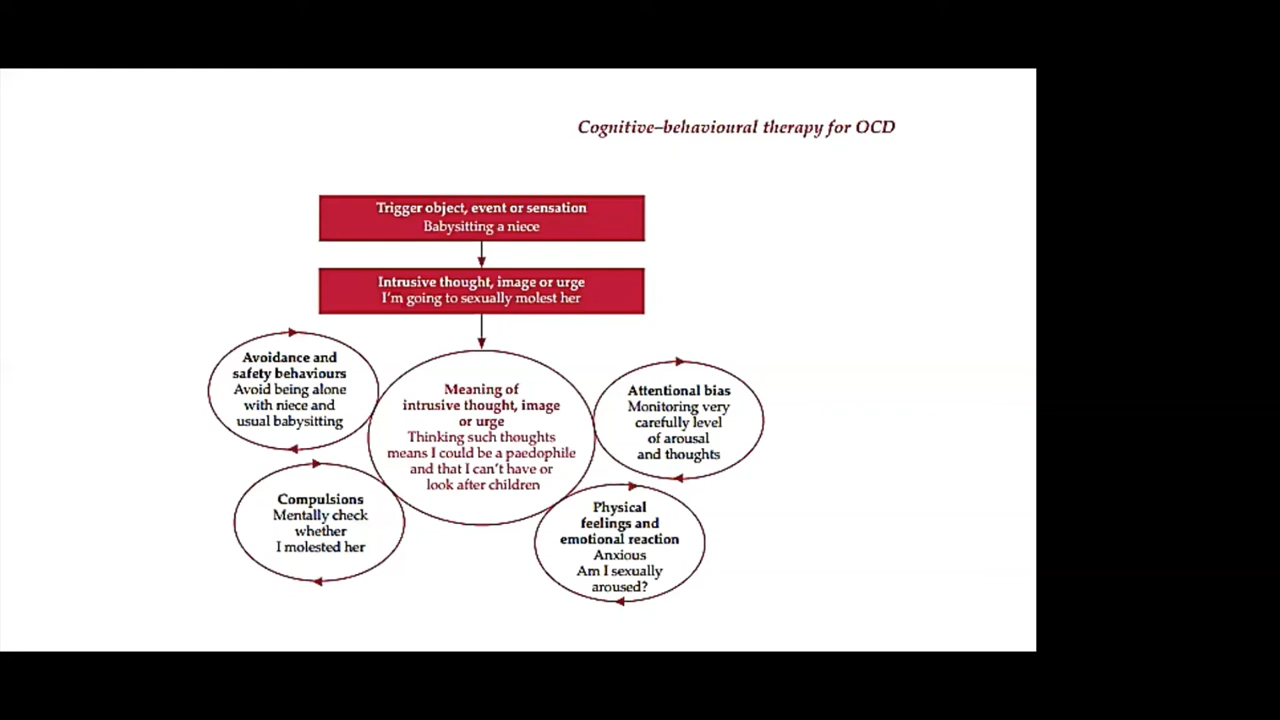 Cognitive–behavioural therapy for OCD
Trigger object, event or sensation
Babysitting a niece
Intrusive thought, image or urge
I'm going to sexually molest her
Avoidance and
safety behaviours
Avoid being alone
with niece and
usual babysitting
Meaning of
intrusive thought, image
or urge
Thinking such thoughts
means I could be a paedophile
and that I can't have or
look after children
Attentional bias
Monitoring very
carefully level
of arousal
and thoughts
Compulsions
Mentally check
whether
I molested her
Physical
feelings and
emotional reaction
Anxious
Am I sexually
aroused?